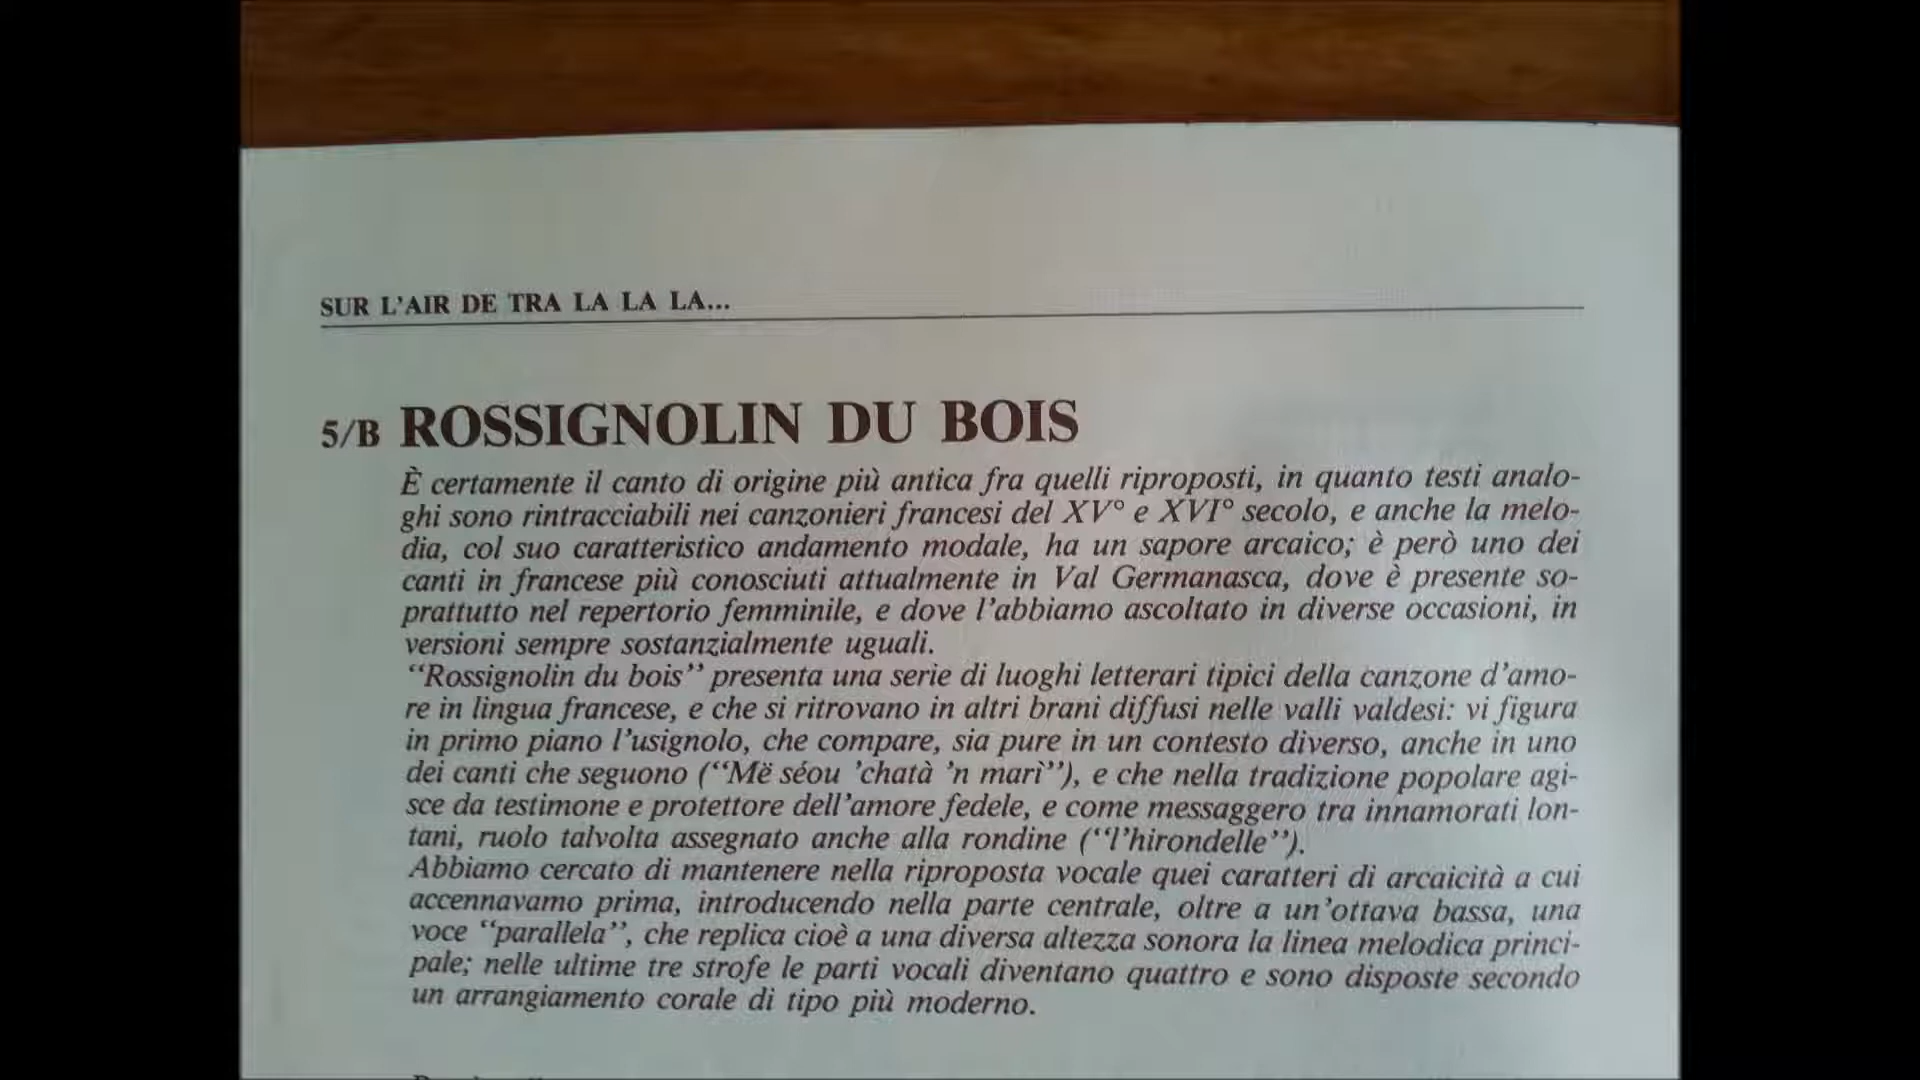 SUR L'AIR DE TRA LA LA LA...
5/B ROSSIGNOLIN DU BOIS
È certamente il canto di origine più antica fra quelli riproposti, in quanto testi analo-
ghi sono rintracciabili nei canzonieri francesi del XV° e XVI° secolo, e anche la melo-
dia, col suo caratteristico andamento modale, ha un sapore arcaico; è però uno dei
canti in francese più conosciuti attualmente in Val Germanasca, dove è presente so-
prattutto nel repertorio femminile, e dove l'abbiamo ascoltato in diverse occasioni, in
versioni sempre sostanzialmente uguali.
“Rossignolin du bois” presenta una serie di luoghi letterari tipici della canzone d'amo-
re in lingua francese, e che si ritrovano in altri brani diffusi nelle valli valdesi: vi figura
in primo piano l'usignolo, che compare, sia pure in un contesto diverso, anche in uno
dei canti che seguono (“Më séou 'chatà 'n marì”), e che nella tradizione popolare agi-
sce da testimone e protettore dell'amore fedele, e come messaggero tra innamorati lon-
tani, ruolo talvolta assegnato anche alla rondine (“l'hirondelle”).
Abbiamo cercato di mantenere nella riproposta vocale quei caratteri di arcaicità a cui
accennavamo prima, introducendo nella parte centrale, oltre a un'ottava bassa, una
voce “parallela”, che replica cioè a una diversa altezza sonora la linea melodica princi-
pale; nelle ultime tre strofe le parti vocali diventano quattro e sono disposte secondo
un arrangiamento corale di tipo più moderno.